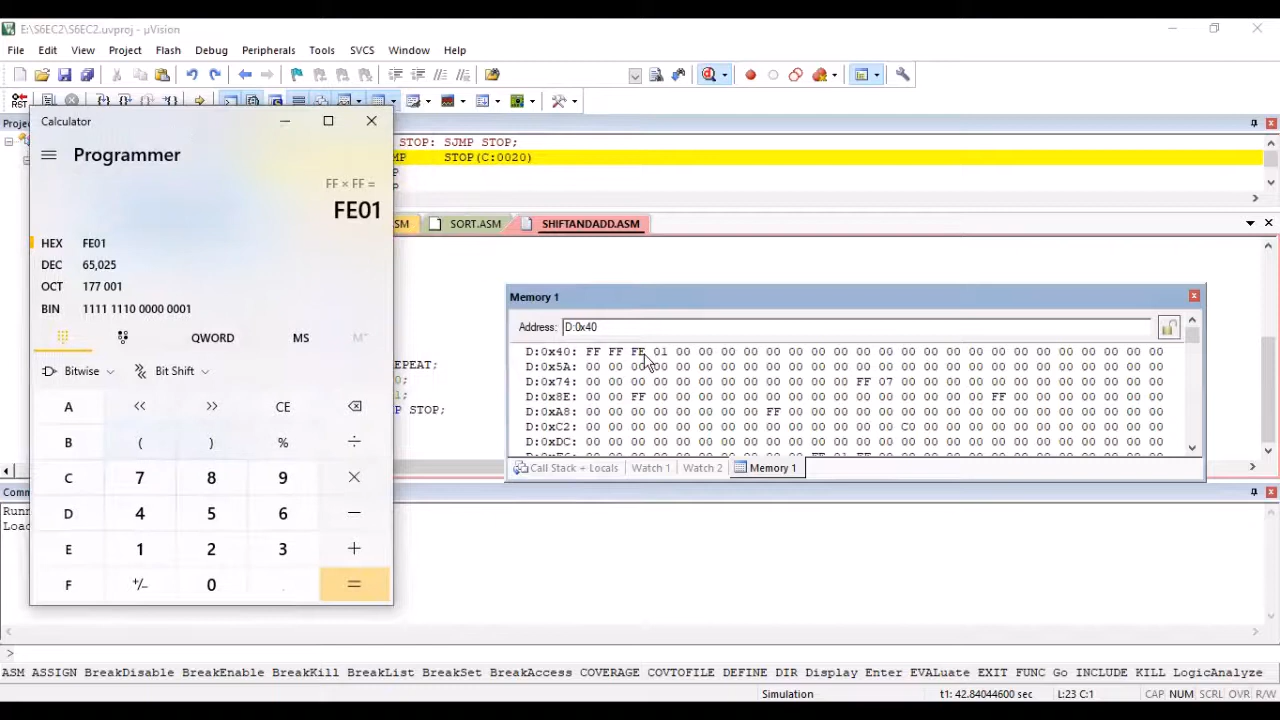 E:\S6EC2\S6EC2.uvproj - µVision
File Edit View Project Flash Debug Peripherals Tools SVCS Window Help
RST
Proje
Calculator
STOP: SJMP STOP;
MP STOP(C:0020)
P
P
Programmer
FF × FF =
FE01
SM SORT.ASM SHIFTANDADD.ASM
HEX FE01
DEC 65,025
OCT 177 001
BIN 1111 1110 0000 0001
QWORD MS M˅
Bitwise Bit Shift
A << >> CE
B ( ) % ÷
C 7 8 9 ×
D 4 5 6 −
E 1 2 3 +
F +/− 0 . =
EPEAT;
0;
1;
P STOP;
Memory 1
Address: D:0x40
D:0x40: FF FF FE 01 00 00 00 00 00 00 00 00 00 00 00 00 00 00 00 00 00 00 00 00 00 00
D:0x5A: 00 00 00 00 00 00 00 00 00 00 00 00 00 00 00 00 00 00 00 00 00 00 00 00 00 00
D:0x74: 00 00 00 00 00 00 00 00 00 00 00 00 FF 07 00 00 00 00 00 00 00 00 00 00 00 00
D:0x8E: 00 00 FF 00 00 00 00 00 00 00 00 00 00 00 00 00 00 00 FF 00 00 00 00 00 00 00
D:0xA8: 00 00 00 00 00 00 00 00 FF 00 00 00 00 00 00 00 00 00 00 00 00 00 00 00 00 00
D:0xC2: 00 00 00 00 00 00 00 00 00 00 00 00 00 00 C0 00 00 00 00 00 00 00 00 00 00 00
D:0xDC: 00 00 00 00 00 00 00 00 00 00 00 00 00 00 00 00 00 00 00 00 00 00 00 00 00 00
Call Stack + Locals Watch 1 Watch 2 Memory 1
Comm
Runn
Load
>
ASM ASSIGN BreakDisable BreakEnable BreakKill BreakList BreakSet BreakAccess COVERAGE COVTOFILE DEFINE DIR Display Enter EVALuate EXIT FUNC Go INCLUDE KILL LogicAnalyze
Simulation t1: 42.84044600 sec L:23 C:1 CAP NUM SCRL OVR R/W